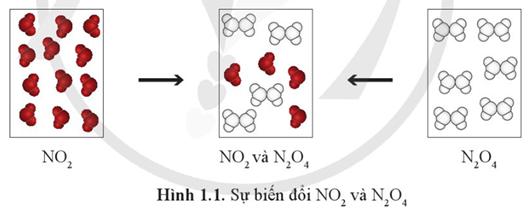 NO₂
NO₂ và N₂O₄
N₂O₄
Hình 1.1. Sự biến đổi NO₂ và N₂O₄